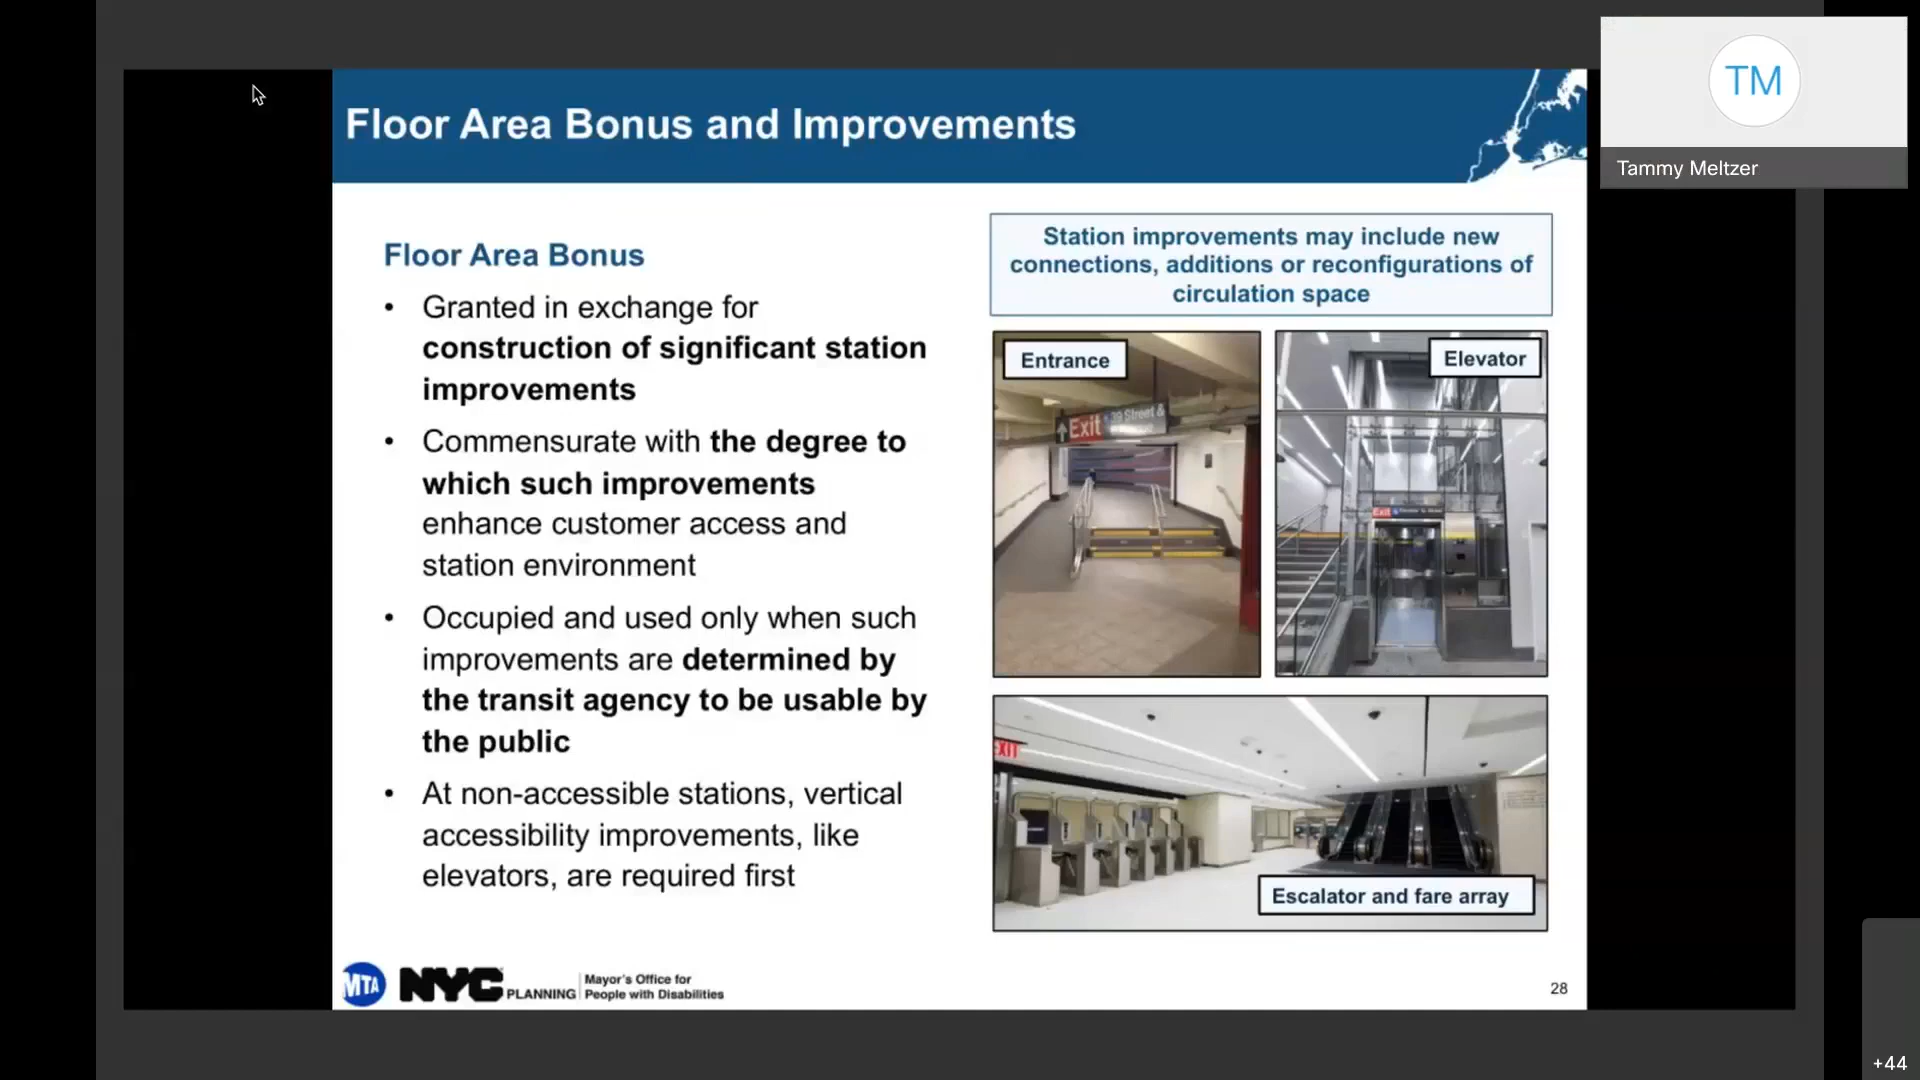 Floor Area Bonus and Improvements
TM
Tammy Meltzer
Floor Area Bonus
• Granted in exchange for
construction of significant station
improvements
• Commensurate with the degree to
which such improvements
enhance customer access and
station environment
• Occupied and used only when such
improvements are determined by
the transit agency to be usable by
the public
• At non-accessible stations, vertical
accessibility improvements, like
elevators, are required first
Station improvements may include new
connections, additions or reconfigurations of
circulation space
Entrance
Exit 39 Street &
Elevator
Exit
EXIT
Escalator and fare array
MTA
NYC PLANNING
Mayor's Office for
People with Disabilities
28
+44